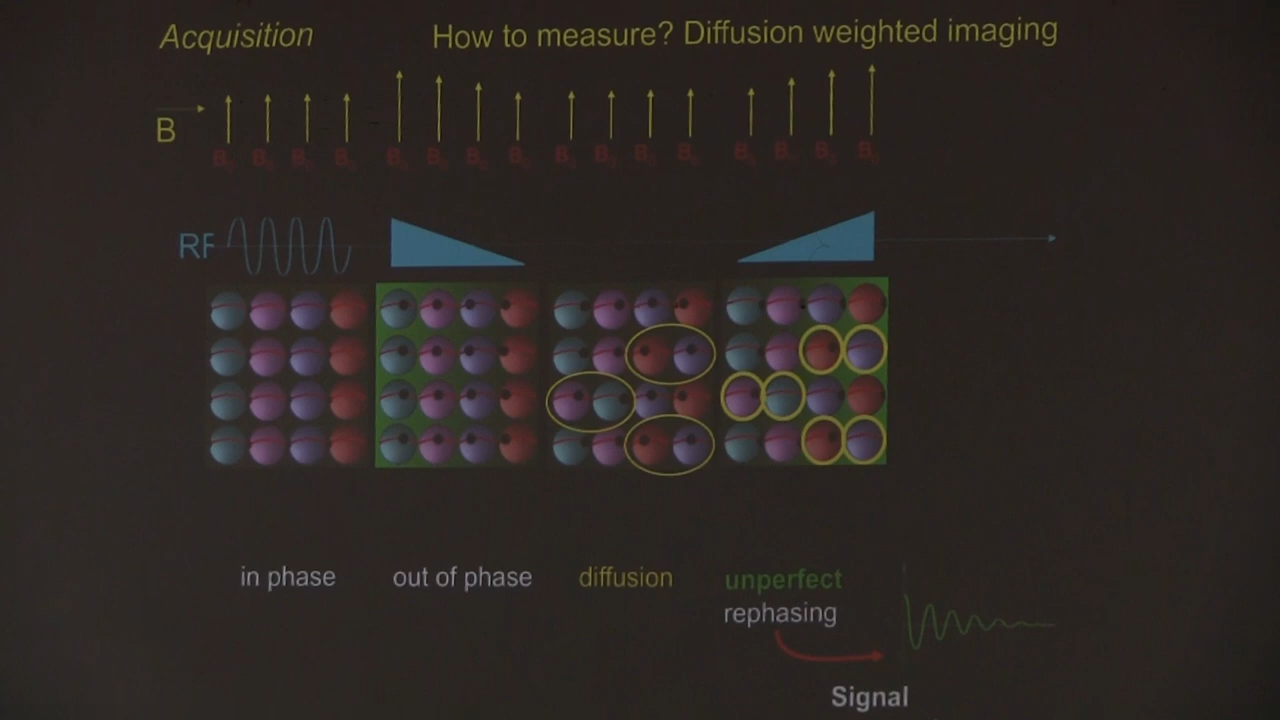 Acquisition
How to measure? Diffusion weighted imaging
B
RF
in phase
out of phase
diffusion
unperfect
rephasing
Signal